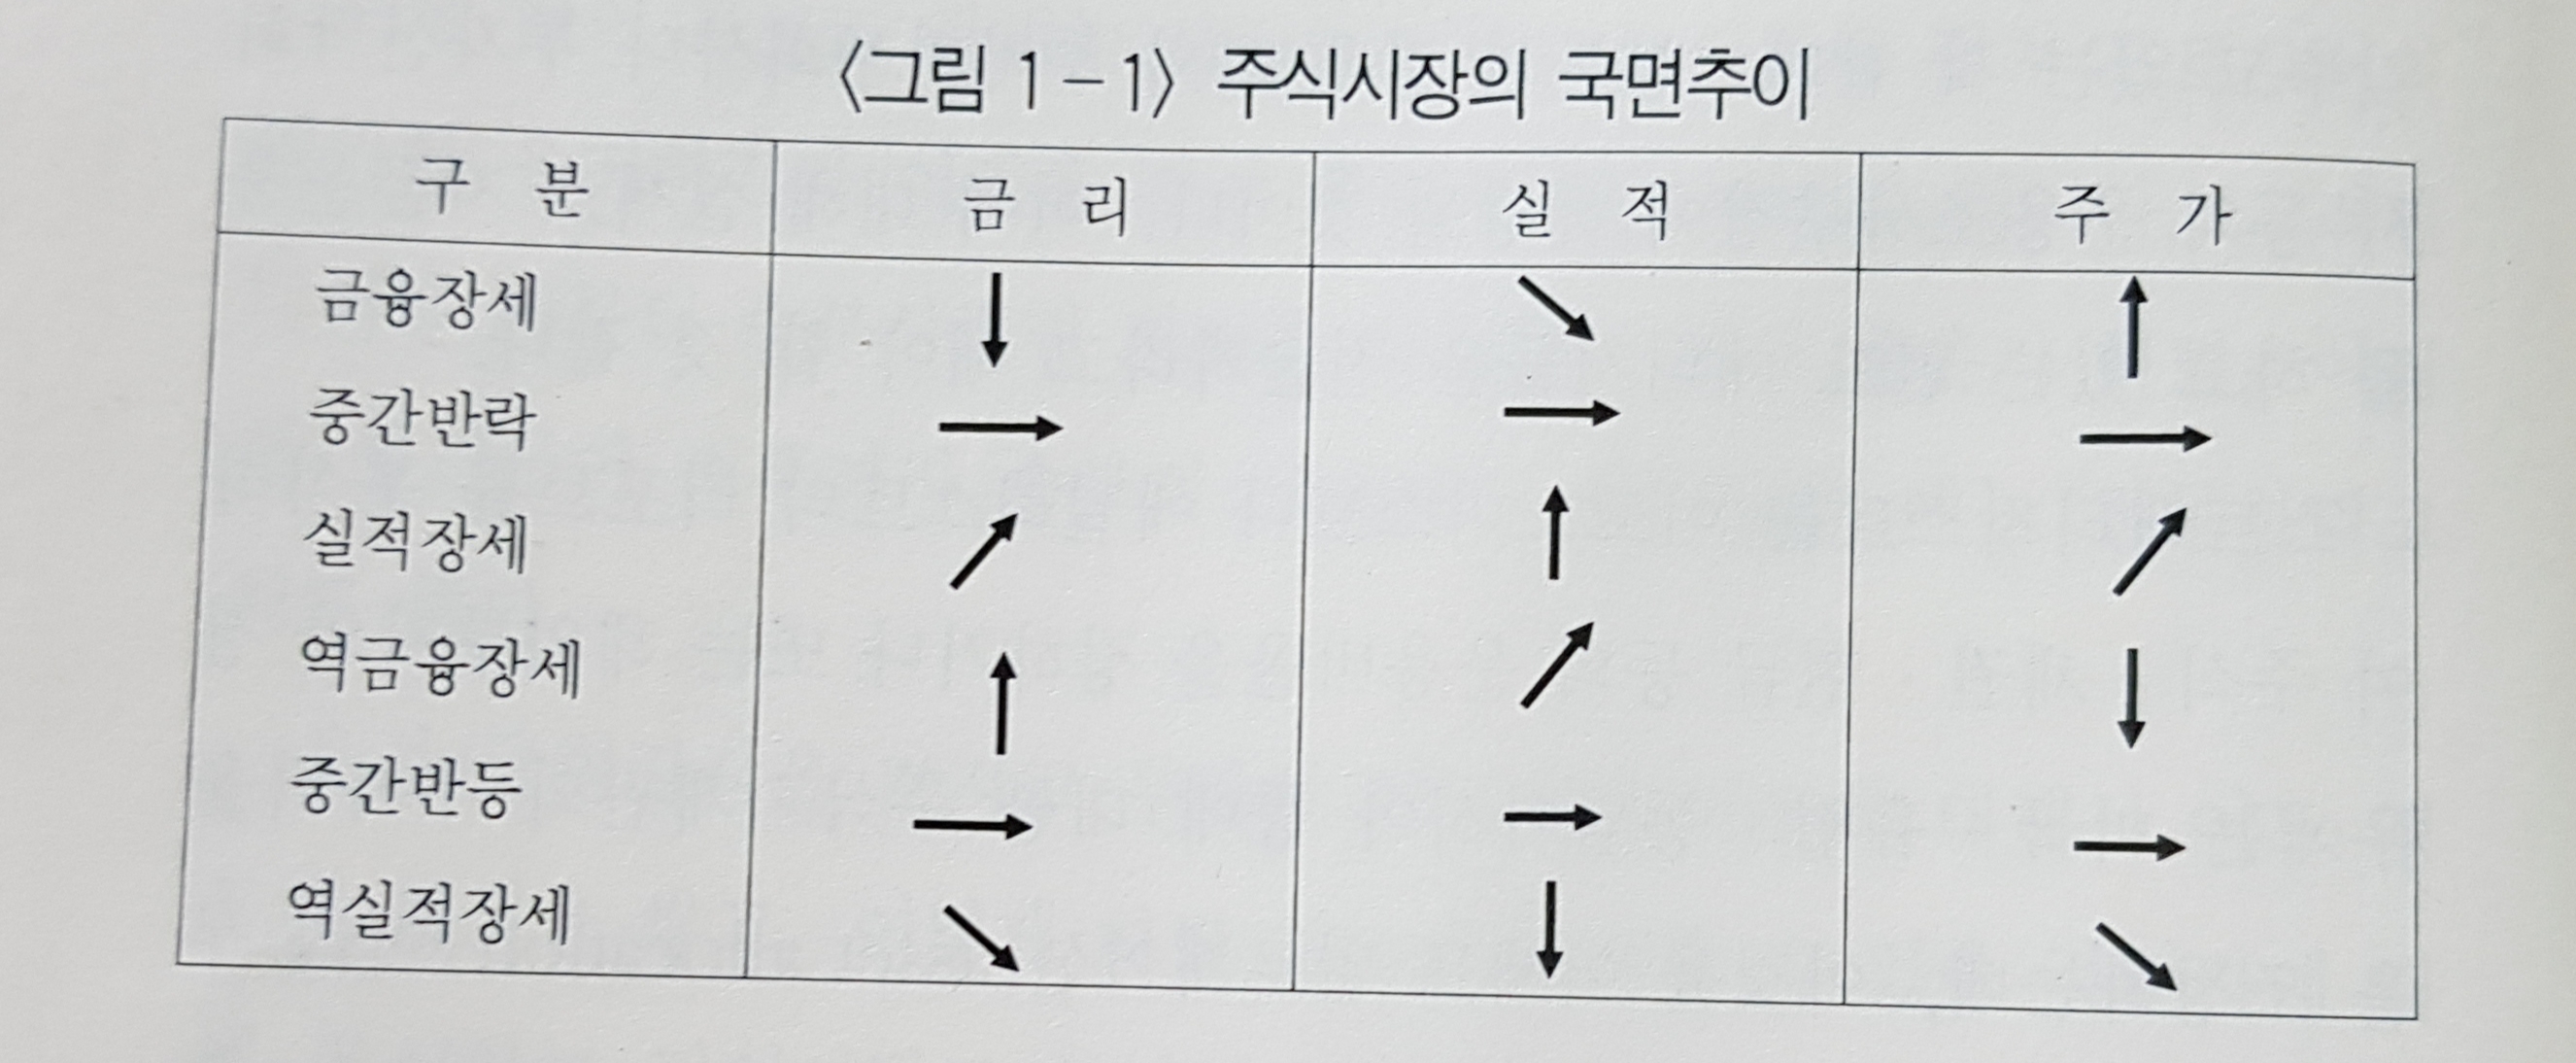 〈그림 1-1〉 주식시장의 국면추이
구 분 금 리 실 적 주 가
금융장세 ↓ ↘ ↑
중간반락 → → →
실적장세 ↗ ↑ ↗
역금융장세 ↑ ↗ ↓
중간반등 → → →
역실적장세 ↘ ↓ ↘